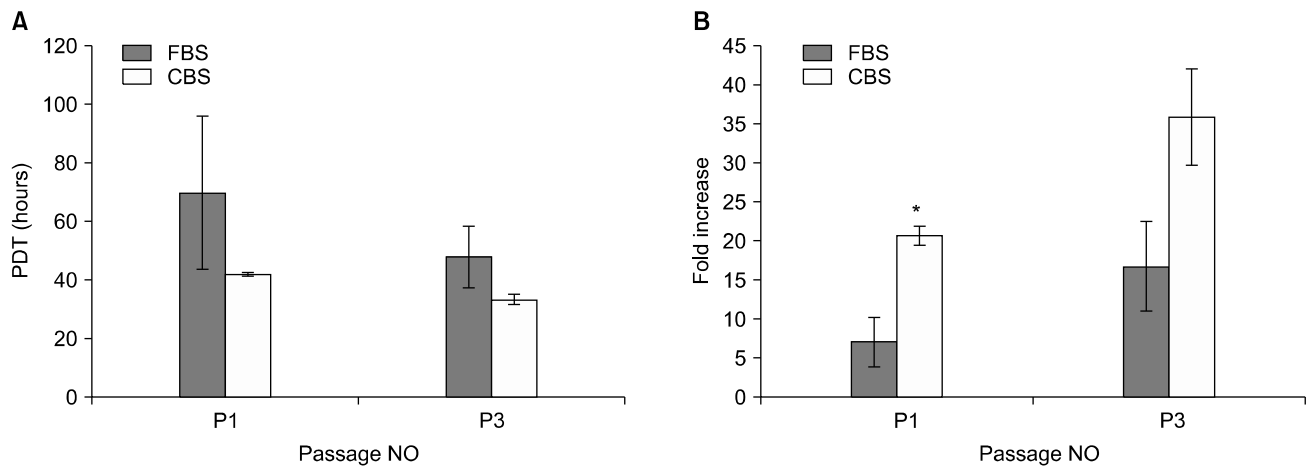 A
PDT (hours)
120
100
80
60
40
20
0
FBS
CBS
P1
P3
Passage NO
B
Fold increase
45
40
35
30
25
20
15
10
5
0
FBS
CBS
*
P1
P3
Passage NO